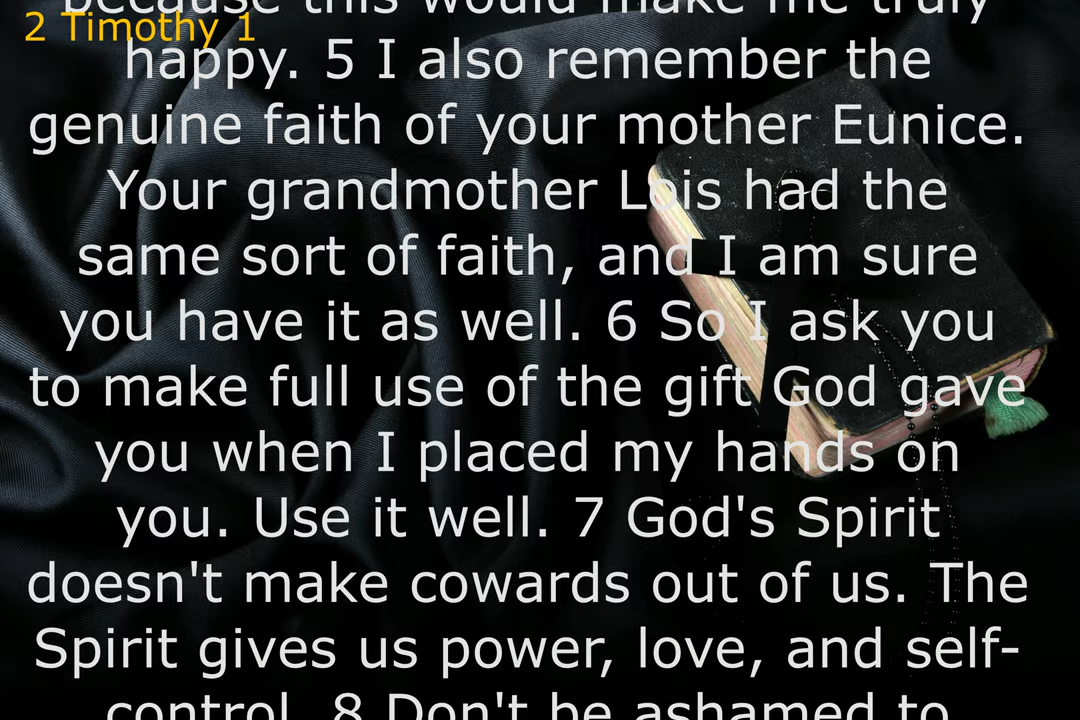 because this would make me truly
2 Timothy 1
happy. 5 I also remember the
genuine faith of your mother Eunice.
Your grandmother Lois had the
same sort of faith, and I am sure
you have it as well. 6 So I ask you
to make full use of the gift God gave
you when I placed my hands on
you. Use it well. 7 God's Spirit
doesn't make cowards out of us. The
Spirit gives us power, love, and self-
control. 8 Don't be ashamed to